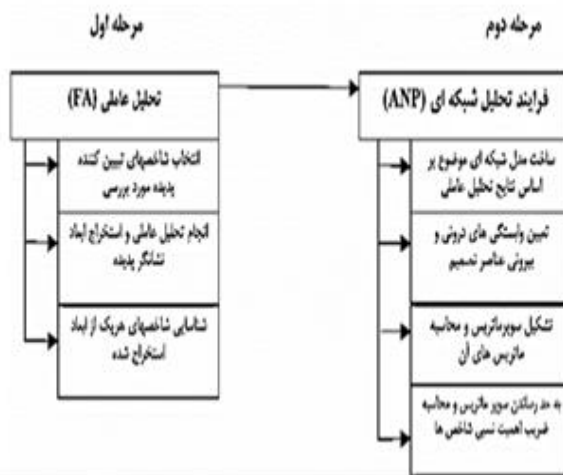 مرحله اول
تحلیل عاملی (FA)
انتخاب شاخصهای تبیین کننده
پدیده مورد بررسی
انجام تحلیل عاملی و استخراج ابعاد
نشانگر پدیده
شناسایی شاخصهای هریک از ابعاد
استخراج شده
مرحله دوم
فرایند تحلیل شبکه ای (ANP)
ساخت مدل شبکه ای موضوع بر
اساس نتایج تحلیل عاملی
تعیین وابستگی های درونی و
بیرونی عناصر تصمیم
تشکیل سوپرماتریس و محاسبه
ماتریس های آن
به حد رساندن سوپر ماتریس و محاسبه
ضریب اهمیت نسبی شاخص ها